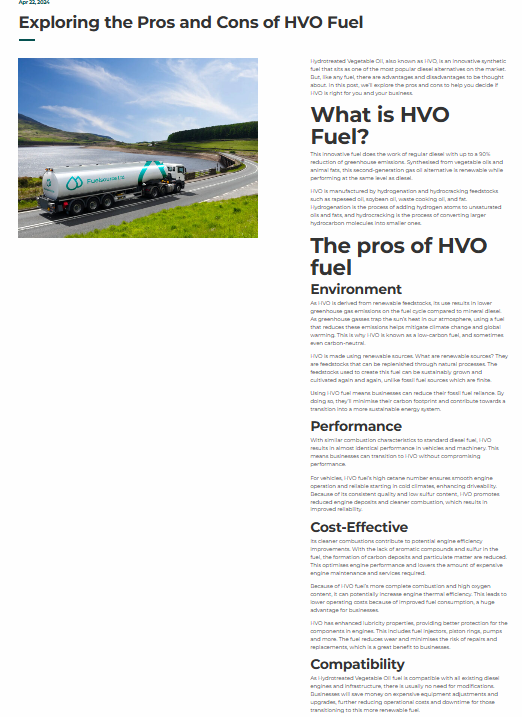 Apr 22, 2024
Exploring the Pros and Cons of HVO Fuel
Fuelogistics
Hydrotreated Vegetable Oil, also known as HVO, is an innovative synthetic
fuel that sits as one of the most popular diesel alternatives on the market.
But, like any fuel, there are advantages and disadvantages to be thought
about. In this post, we'll explore the pros and cons to help you decide if
HVO is right for you and your business.
What is HVO
Fuel?
This innovative fuel does the work of regular diesel with up to a 90%
reduction of greenhouse emissions. Synthesised from vegetable oils and
animal fats, this second-generation gas oil alternative is renewable while
performing at the same level as diesel.
HVO is manufactured by hydrogenation and hydrocracking feedstocks
such as rapeseed oil, soybean oil, waste cooking oil, and fat.
Hydrogenation is the process of adding hydrogen atoms to unsaturated
oils and fats, and hydrocracking is the process of converting larger
hydrocarbon molecules into smaller ones.
The pros of HVO
fuel
Environment
As HVO is derived from renewable feedstocks, its use results in lower
greenhouse gas emissions on the fuel cycle compared to mineral diesel.
As greenhouse gasses trap the sun's heat in our atmosphere, using a fuel
that reduces these emissions helps mitigate climate change and global
warming. This is why HVO is known as a low-carbon fuel, and sometimes
even carbon-neutral.
HVO is made using renewable sources. What are renewable sources? They
are feedstocks that can be replenished through natural processes. The
feedstocks used to create this fuel can be sustainably grown and
cultivated again and again, unlike fossil fuel sources which are finite.
Using HVO fuel means businesses can reduce their fossil fuel reliance. By
doing so, they'll minimise their carbon footprint and contribute towards a
transition into a more sustainable energy system.
Performance
With similar combustion characteristics to standard diesel fuel, HVO
results in almost identical performance in vehicles and machinery. This
means businesses can transition to HVO without compromising
performance.
For vehicles, HVO fuel's high cetane number ensures smooth engine
operation and reliable starting in cold climates, enhancing driveability.
Because of its consistent quality and low sulfur content, HVO promotes
reduced engine deposits and cleaner combustion, which results in
improved reliability.
Cost-Effective
Its cleaner combustions contribute to potential engine efficiency
improvements. With the lack of aromatic compounds and sulfur in the
fuel, the formation of carbon deposits and particulate matter are reduced.
This optimises engine performance and lowers the amount of expensive
engine maintenance and services required.
Because of HVO fuel's more complete combustion and high oxygen
content, it can potentially increase engine thermal efficiency. This leads to
lower operating costs because of improved fuel consumption, a huge
advantage for businesses.
HVO has enhanced lubricity properties, providing better protection for the
components in engines. This includes fuel injectors, piston rings, pumps
and more. The fuel reduces wear and minimises the risk of repairs and
replacements, which is a great benefit to businesses.
Compatibility
As Hydrotreated Vegetable Oil fuel is compatible with all existing diesel
engines and infrastructure, there is usually no need for modifications.
Businesses will save money on expensive equipment adjustments and
upgrades, further reducing operational costs and downtime for those
transitioning to this more renewable fuel.